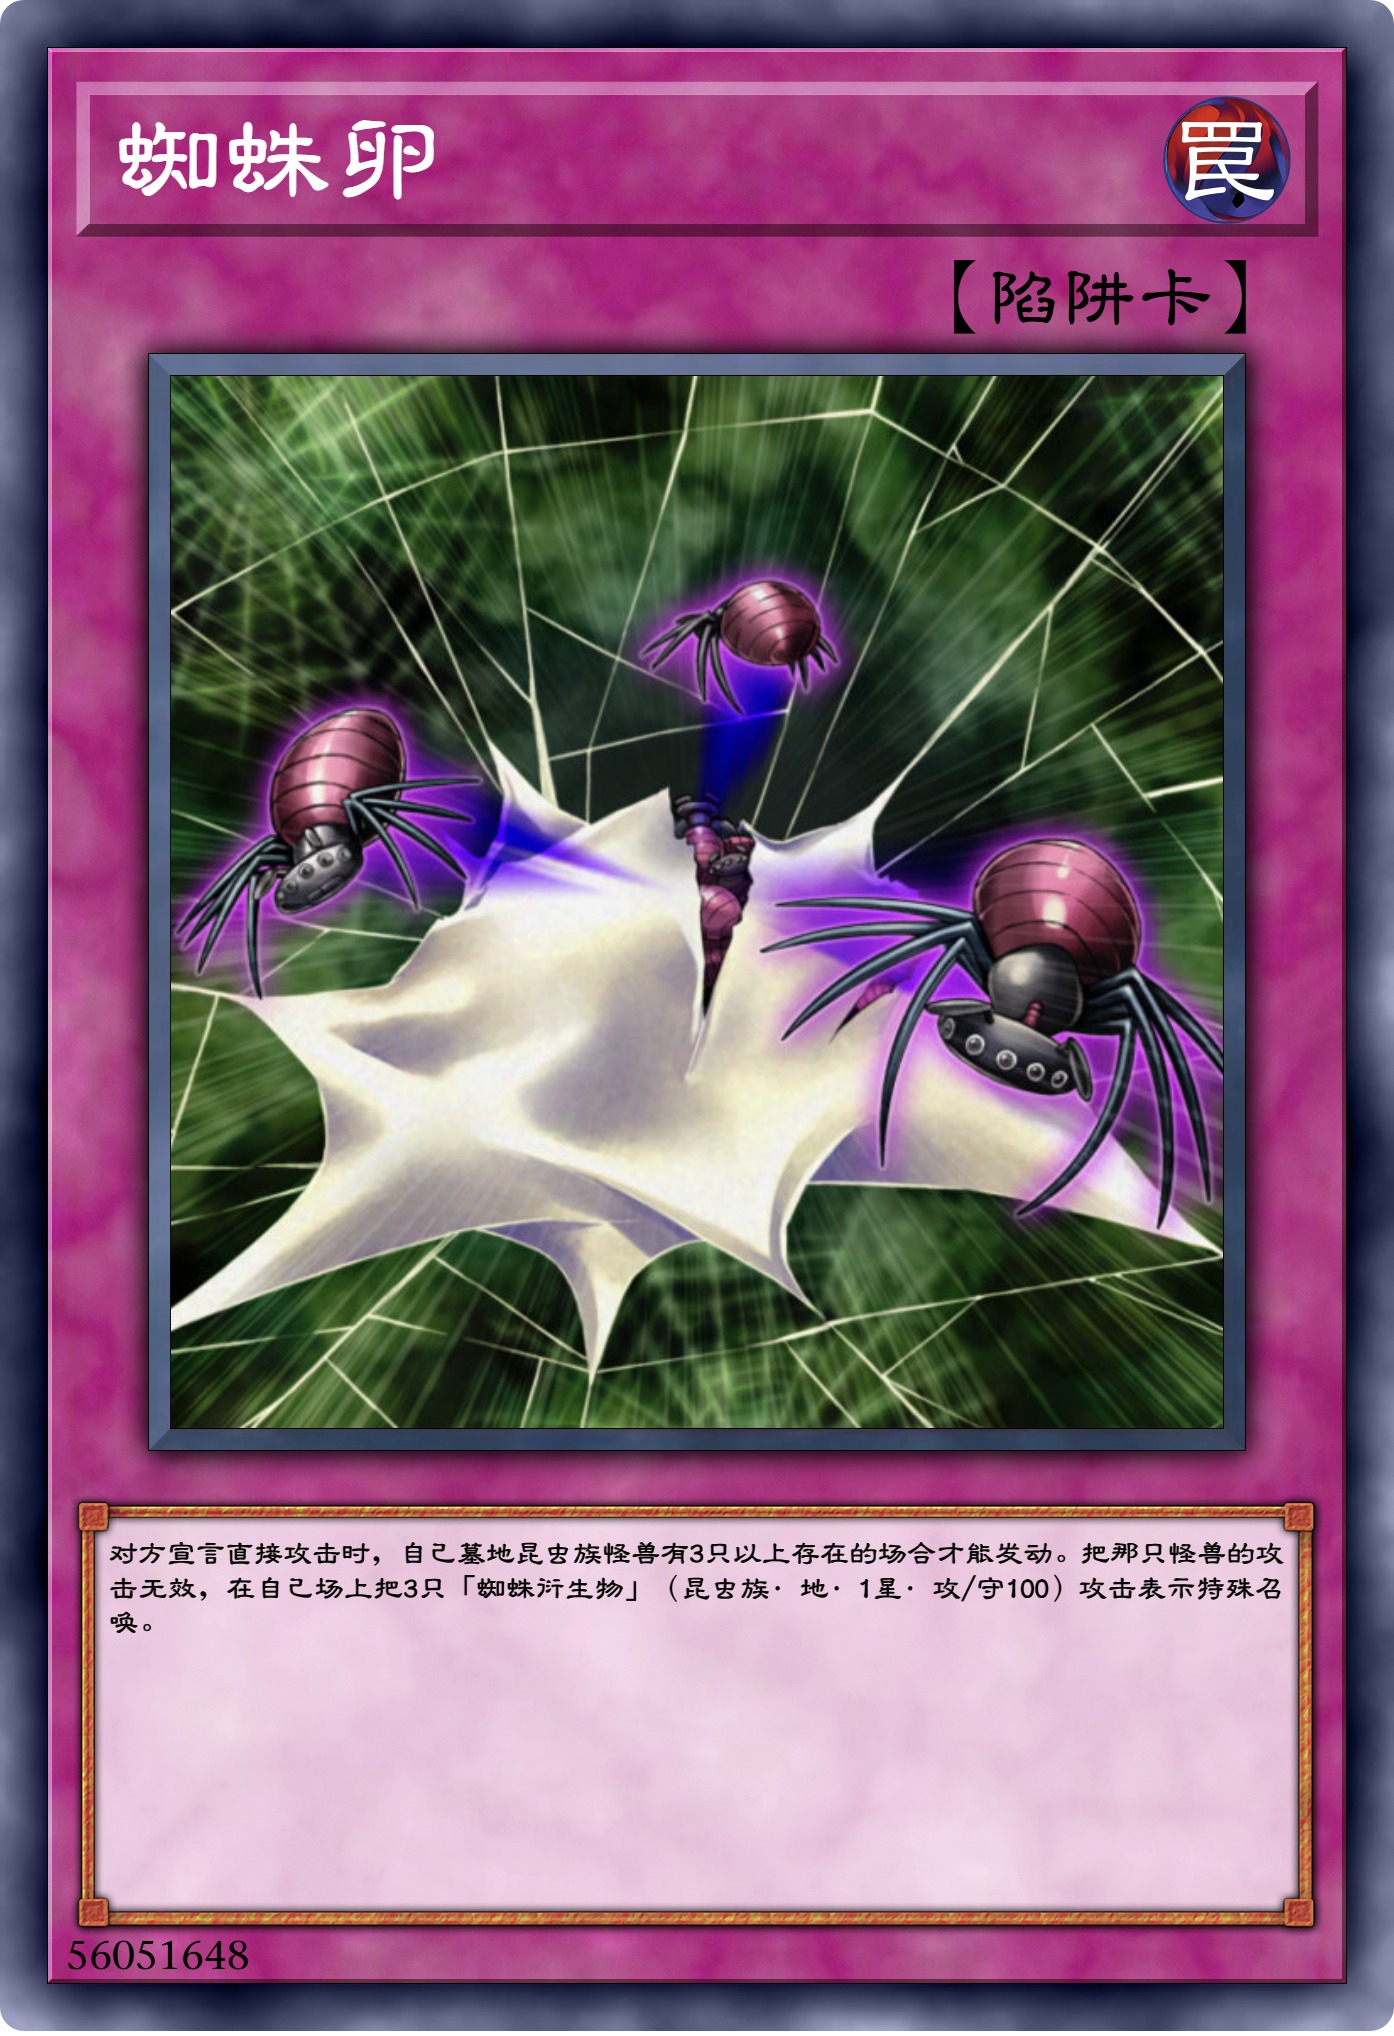 蜘蛛卵
罠
【陷阱卡】
对方宣言直接攻击时，自己墓地昆虫族怪兽有3只以上存在的场合才能发动。把那只怪兽的攻
击无效，在自己场上把3只「蜘蛛衍生物」（昆虫族·地·1星·攻/守100）攻击表示特殊召
唤。
56051648